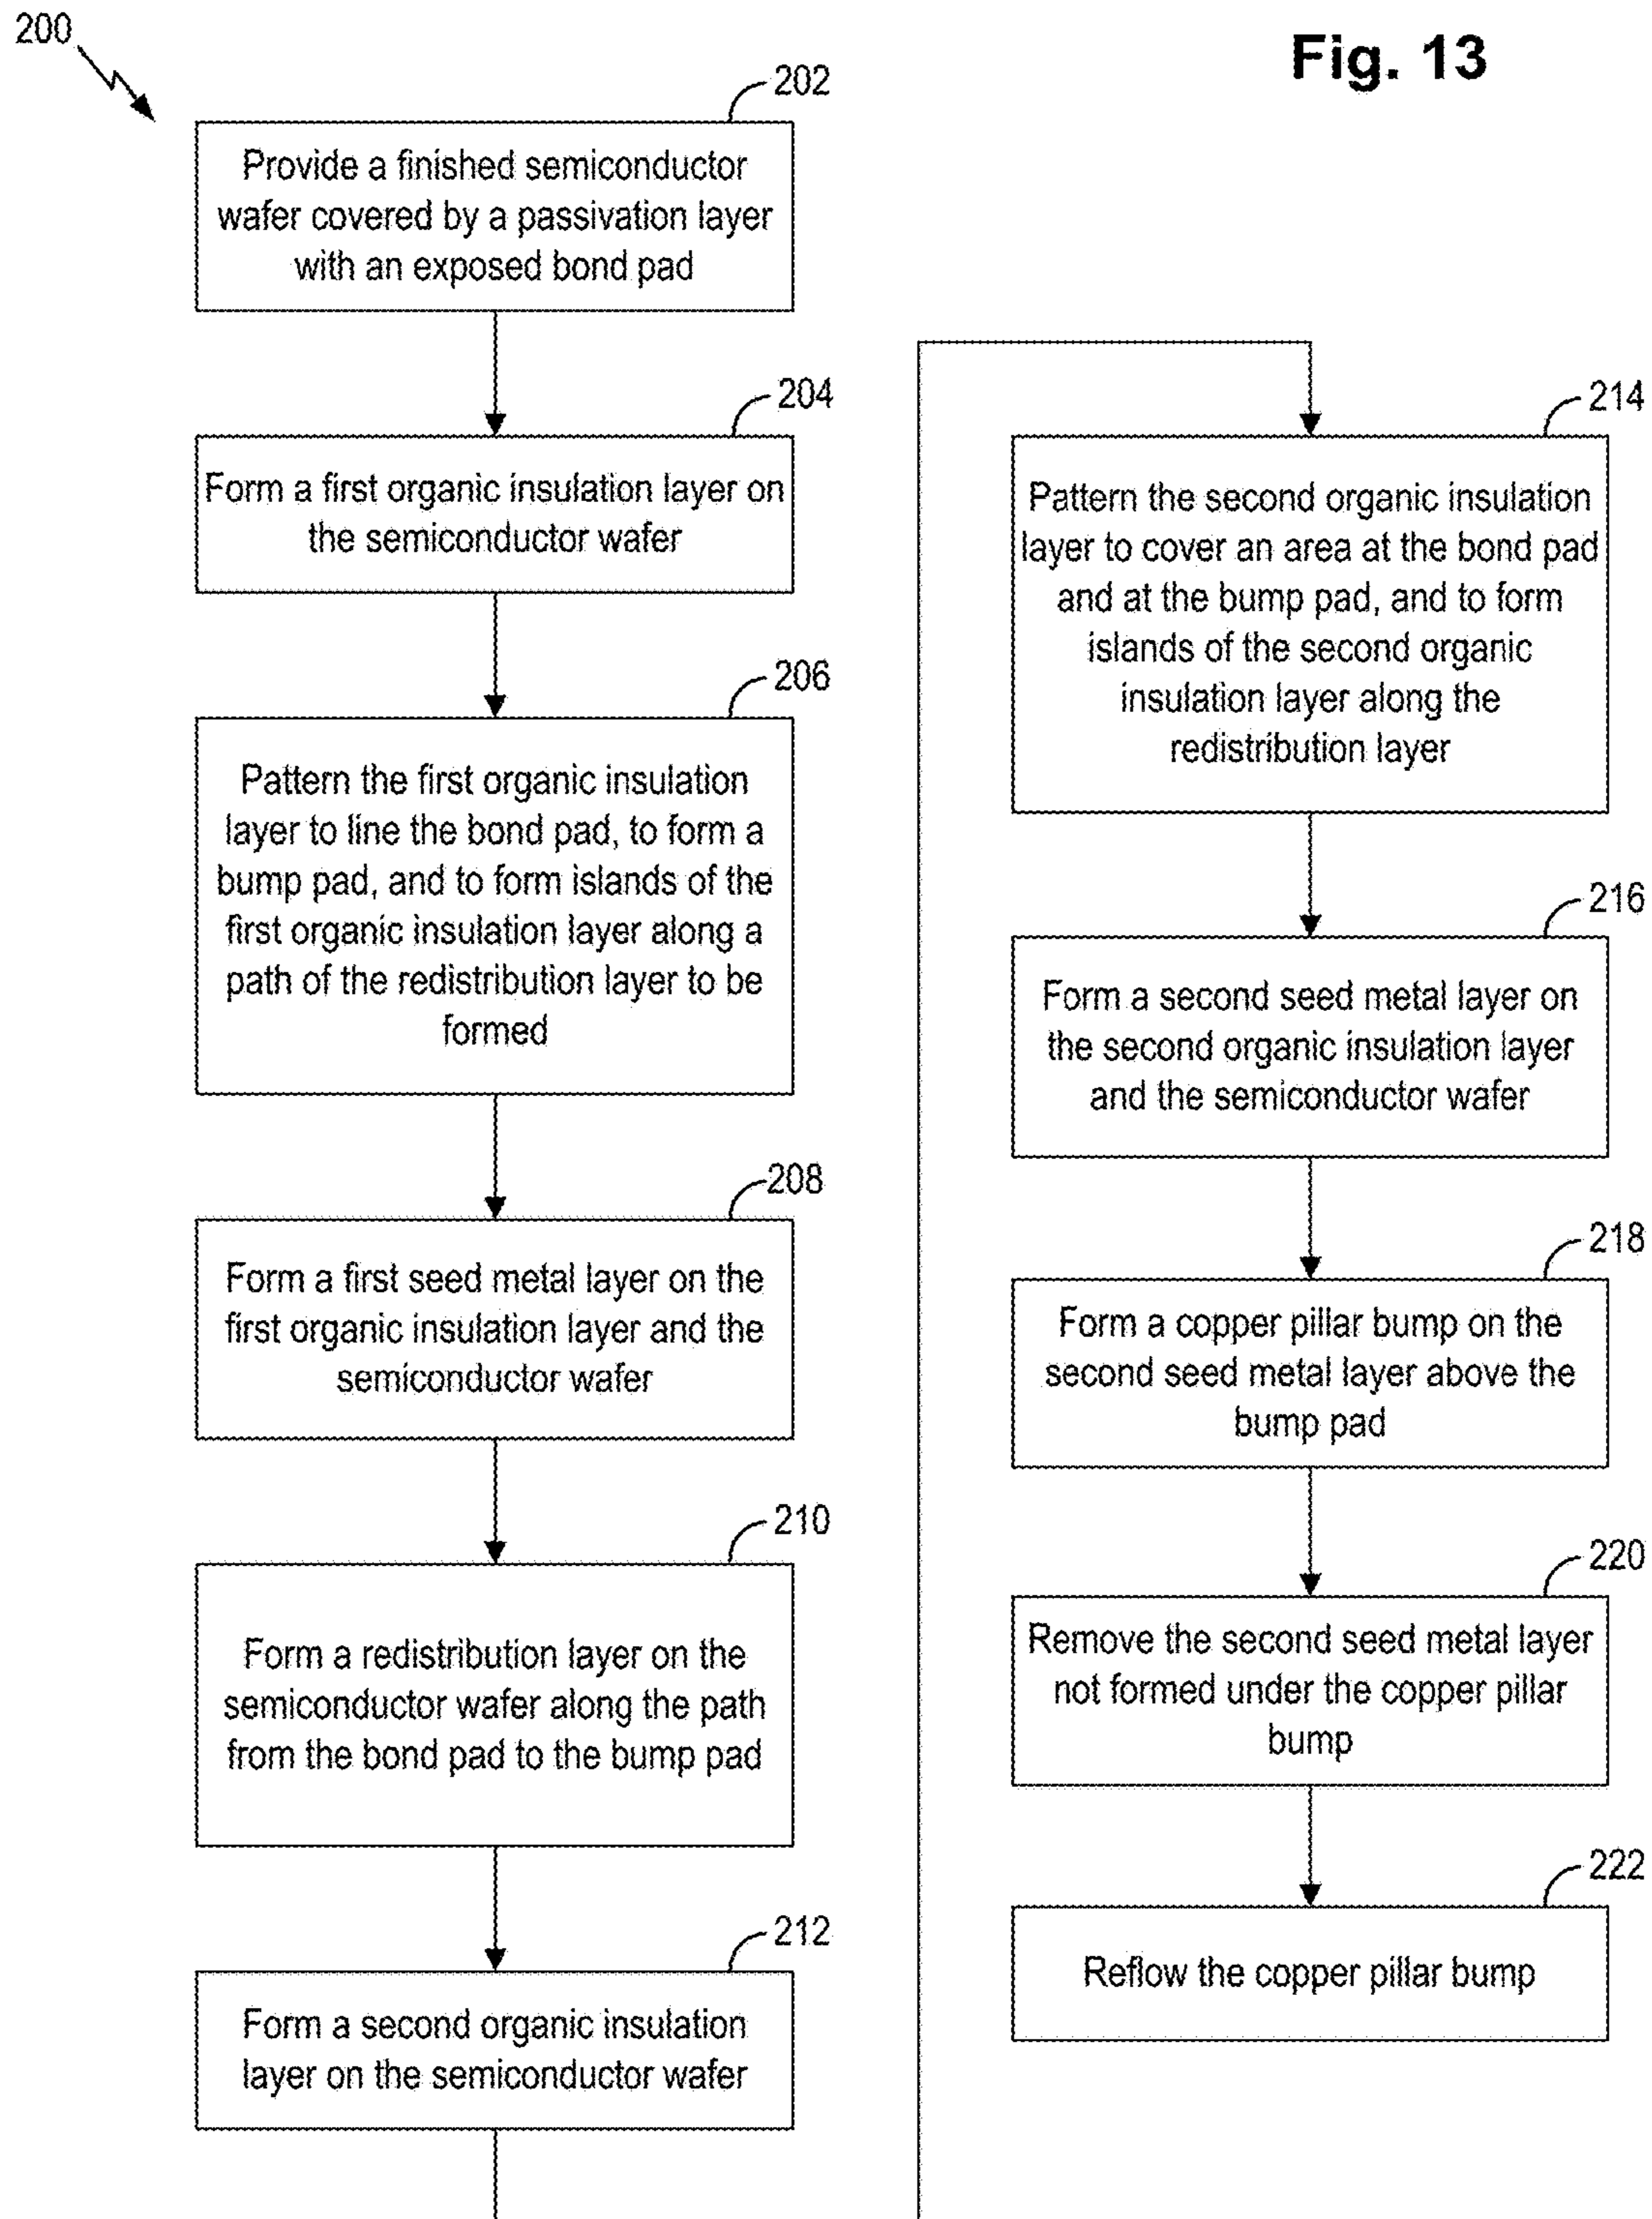 200
Fig. 13
202
Provide a finished semiconductor
wafer covered by a passivation layer
with an exposed bond pad
204
Form a first organic insulation layer on
the semiconductor wafer
206
Pattern the first organic insulation
layer to line the bond pad, to form a
bump pad, and to form islands of the
first organic insulation layer along a
path of the redistribution layer to be
formed
208
Form a first seed metal layer on the
first organic insulation layer and the
semiconductor wafer
210
Form a redistribution layer on the
semiconductor wafer along the path
from the bond pad to the bump pad
212
Form a second organic insulation
layer on the semiconductor wafer
214
Pattern the second organic insulation
layer to cover an area at the bond pad
and at the bump pad, and to form
islands of the second organic
insulation layer along the
redistribution layer
216
Form a second seed metal layer on
the second organic insulation layer
and the semiconductor wafer
218
Form a copper pillar bump on the
second seed metal layer above the
bump pad
220
Remove the second seed metal layer
not formed under the copper pillar
bump
222
Reflow the copper pillar bump